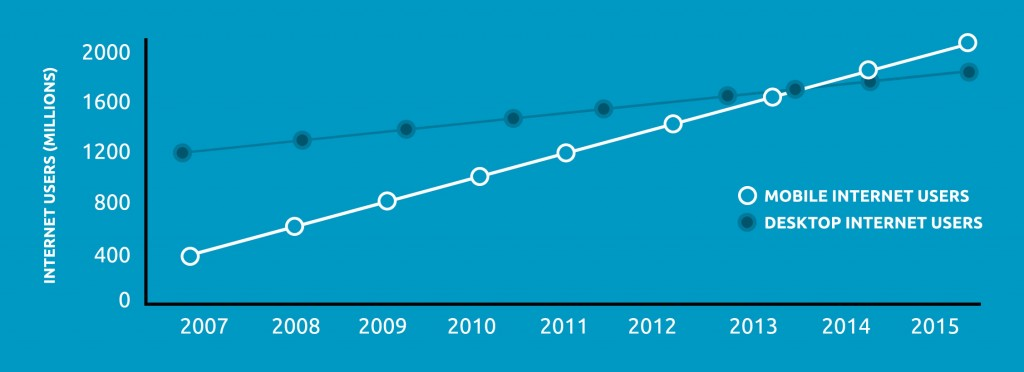 INTERNET USERS (MILLIONS)
2000
1600
1200
800
400
0
MOBILE INTERNET USERS
DESKTOP INTERNET USERS
2007 2008 2009 2010 2011 2012 2013 2014 2015